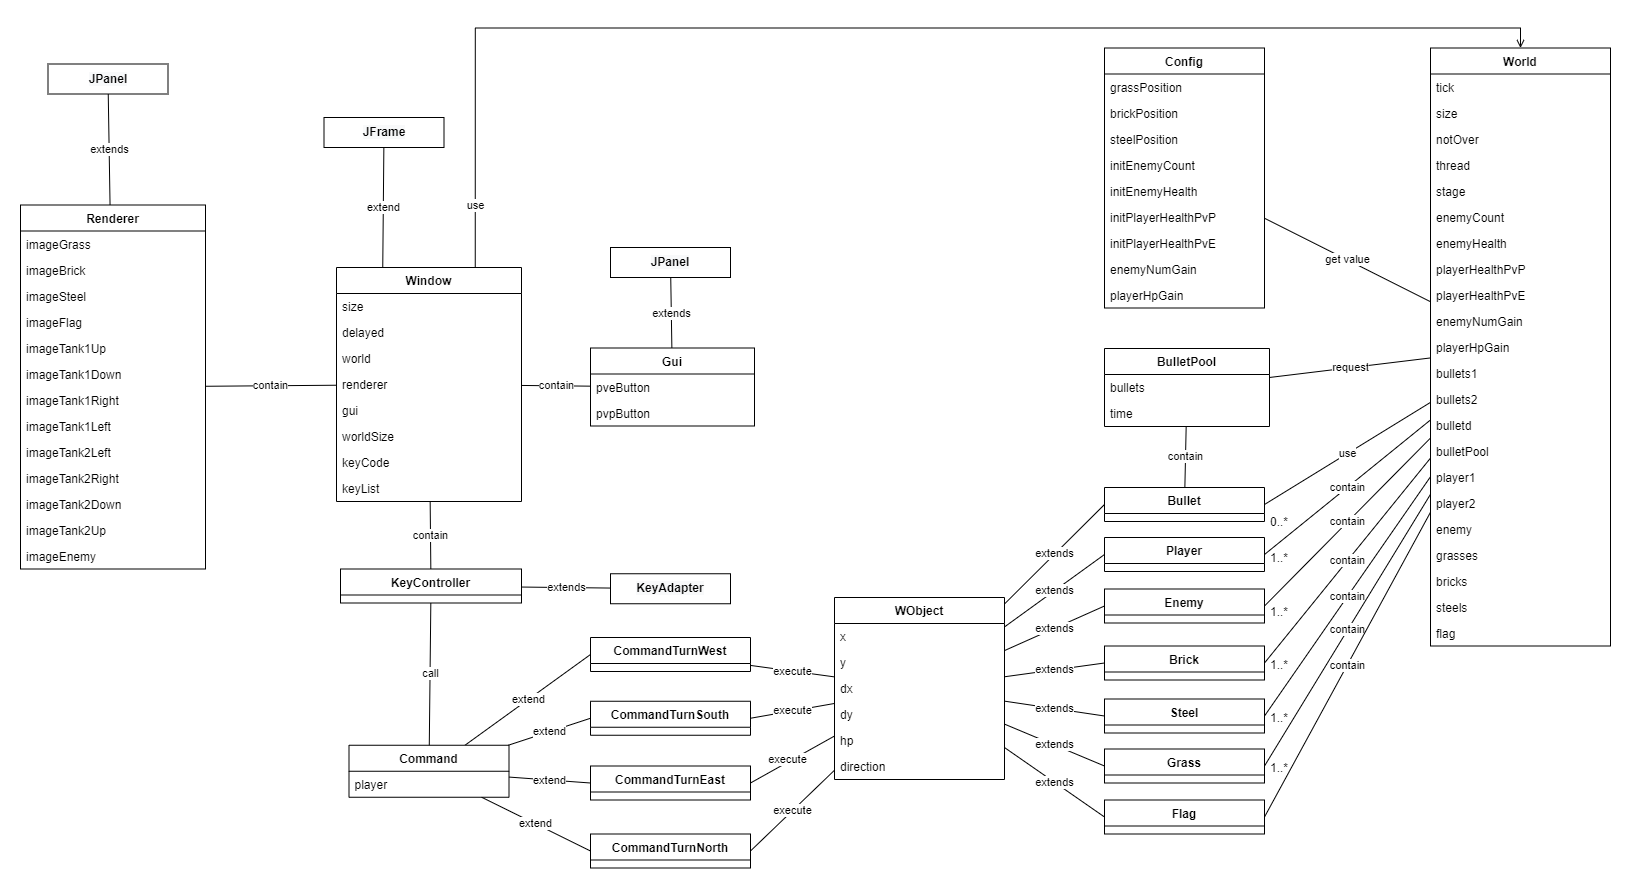 JPanel
extends
Renderer
imageGrass
imageBrick
imageSteel
imageFlag
imageTank1Up
imageTank1Down
imageTank1Right
imageTank1Left
imageTank2Left
imageTank2Right
imageTank2Down
imageTank2Up
imageEnemy
contain
JFrame
extend
use
Window
size
delayed
world
renderer
gui
worldSize
keyCode
keyList
contain
JPanel
extends
Gui
pveButton
pvpButton
contain
KeyController
extends
KeyAdapter
call
Command
player
extend
extend
extend
extend
CommandTurnWest
CommandTurnSouth
CommandTurnEast
CommandTurnNorth
execute
execute
execute
execute
WObject
x
y
dx
dy
hp
direction
extends
extends
extends
extends
extends
extends
extends
Config
grassPosition
brickPosition
steelPosition
initEnemyCount
initEnemyHealth
initPlayerHealthPvP
initPlayerHealthPvE
enemyNumGain
playerHpGain
get value
BulletPool
bullets
time
request
contain
Bullet
0..*
Player
1..*
Enemy
1..*
Brick
1..*
Steel
1..*
Grass
1..*
Flag
use
contain
contain
contain
contain
contain
contain
World
tick
size
notOver
thread
stage
enemyCount
enemyHealth
playerHealthPvP
playerHealthPvE
enemyNumGain
playerHpGain
bullets1
bullets2
bulletd
bulletPool
player1
player2
enemy
grasses
bricks
steels
flag